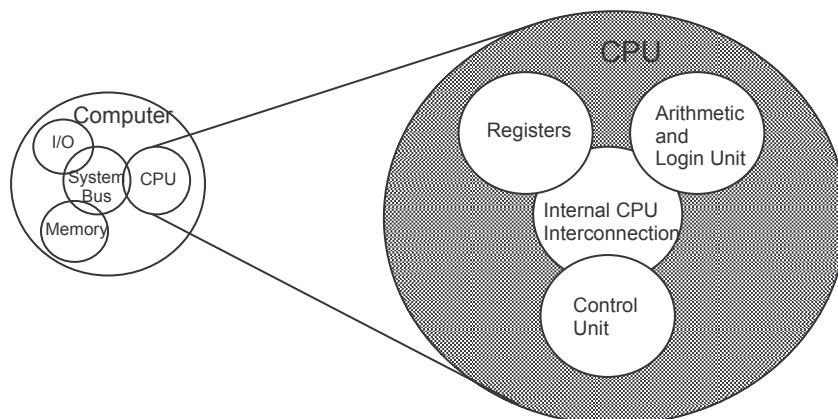 Computer
I/O
System
Bus
CPU
Memory
CPU
Registers
Arithmetic
and
Login Unit
Internal CPU
Interconnection
Control
Unit